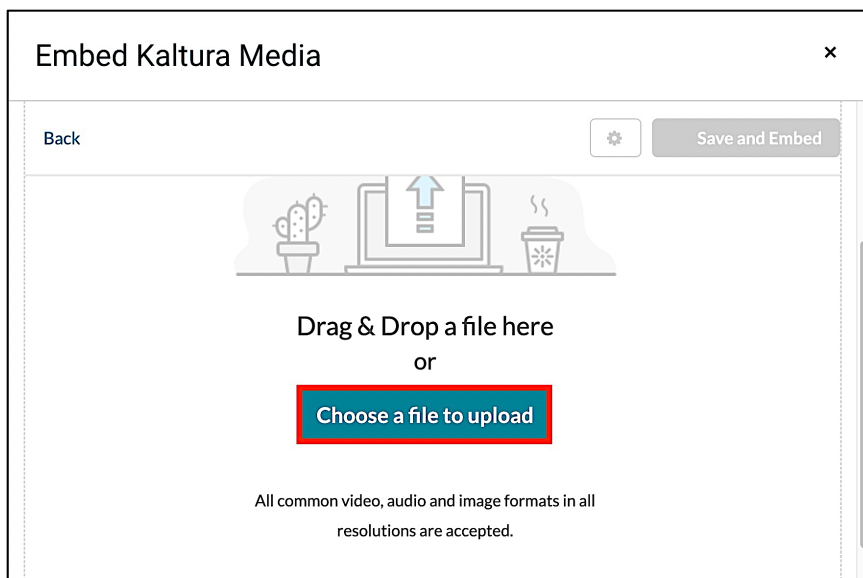 Embed Kaltura Media ×
Back Save and Embed
Drag & Drop a file here
or
Choose a file to upload
All common video, audio and image formats in all
resolutions are accepted.